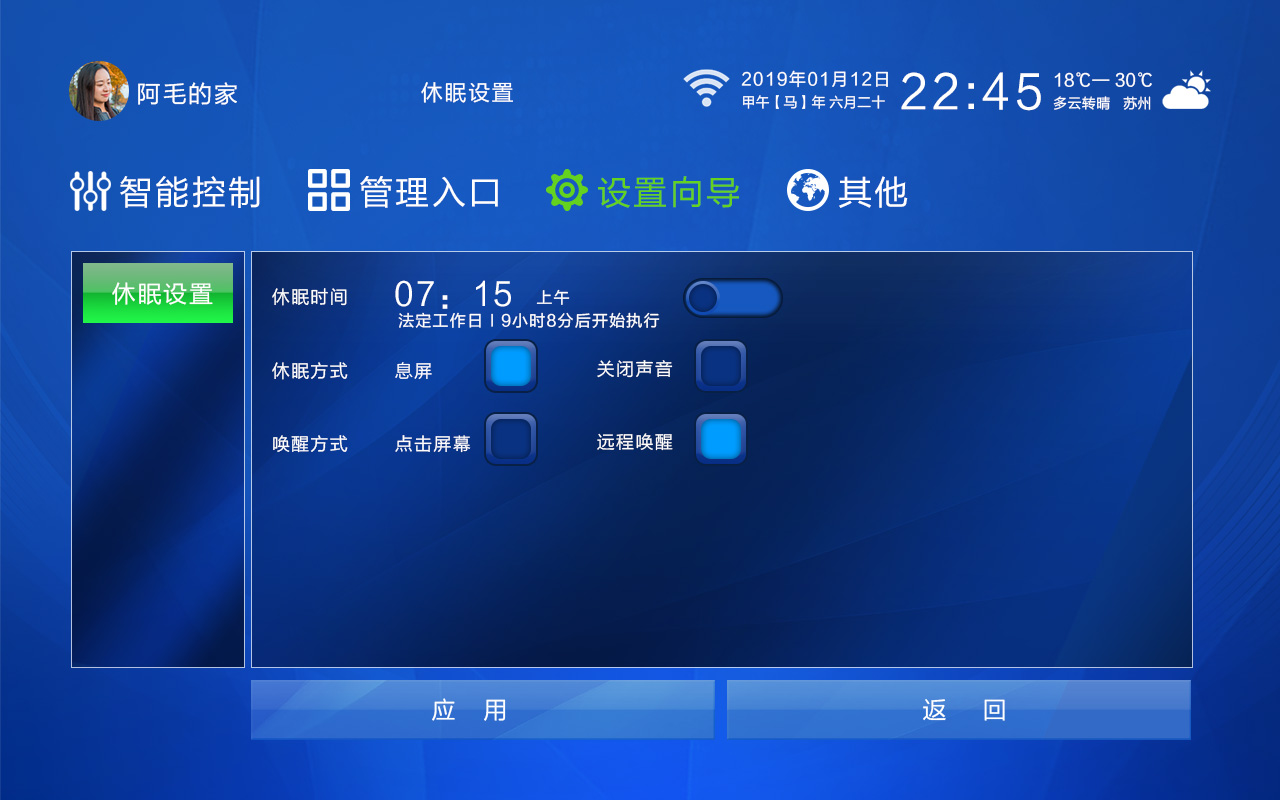 阿毛的家
休眠设置
2019年01月12日
甲午【马】年 六月二十
22:45
18℃— 30℃
多云转晴 苏州
智能控制
管理入口
设置向导
其他
休眠设置
休眠时间
07： 15 上午
法定工作日 | 9小时8分后开始执行
休眠方式 息屏 关闭声音
唤醒方式 点击屏幕 远程唤醒
应 用
返 回